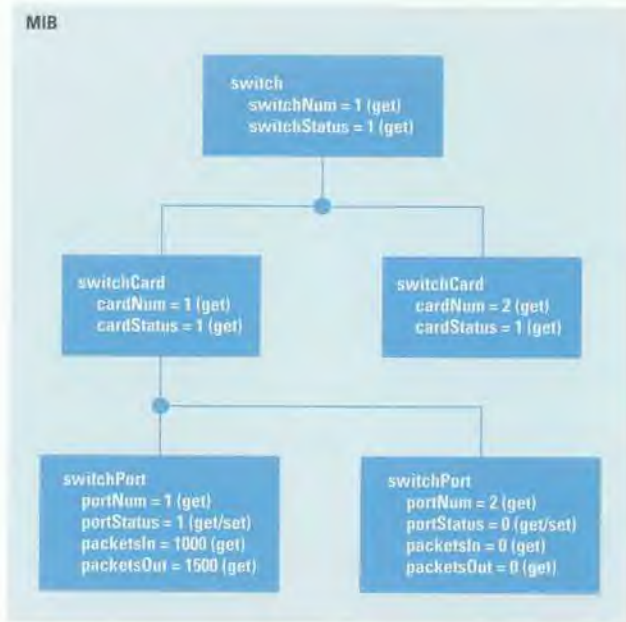 MIB
switch
switchNum = 1 (get)
switchStatus = 1 (get)
switchCard
cardNum = 1 (get)
cardStatus = 1 (get)
switchCard
cardNum = 2 (get)
cardStatus = 1 (get)
switchPort
portNum = 1 (get)
portStatus = 1 (get/set)
packetsIn = 1000 (get)
packetsOut = 1500 (get)
switchPort
portNum = 2 (get)
portStatus = 0 (get/set)
packetsIn = 0 (get)
packetsOut = 0 (get)